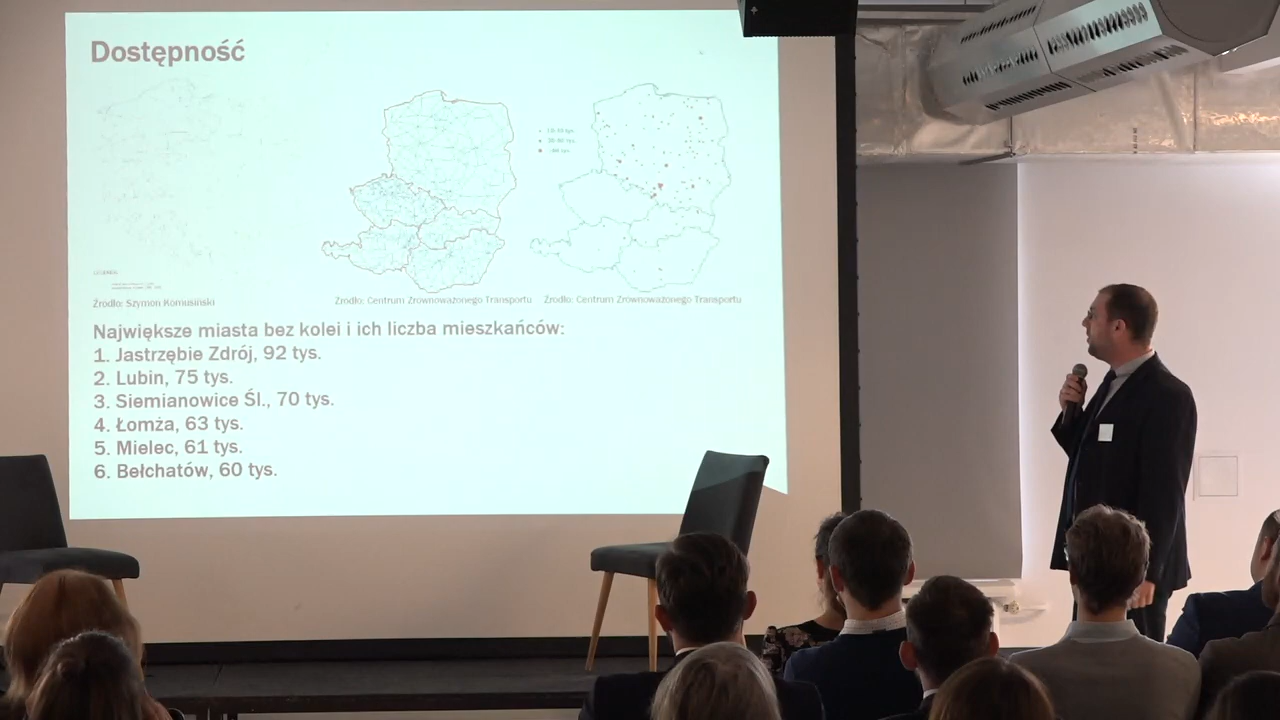 Dostępność
Źródło: Szymon Komusiński
Źródło: Centrum Zrównoważonego Transportu
Źródło: Centrum Zrównoważonego Transportu
Największe miasta bez kolei i ich liczba mieszkańców:
1. Jastrzębie Zdrój, 92 tys.
2. Lubin, 75 tys.
3. Siemianowice Śl., 70 tys.
4. Łomża, 63 tys.
5. Mielec, 61 tys.
6. Bełchatów, 60 tys.